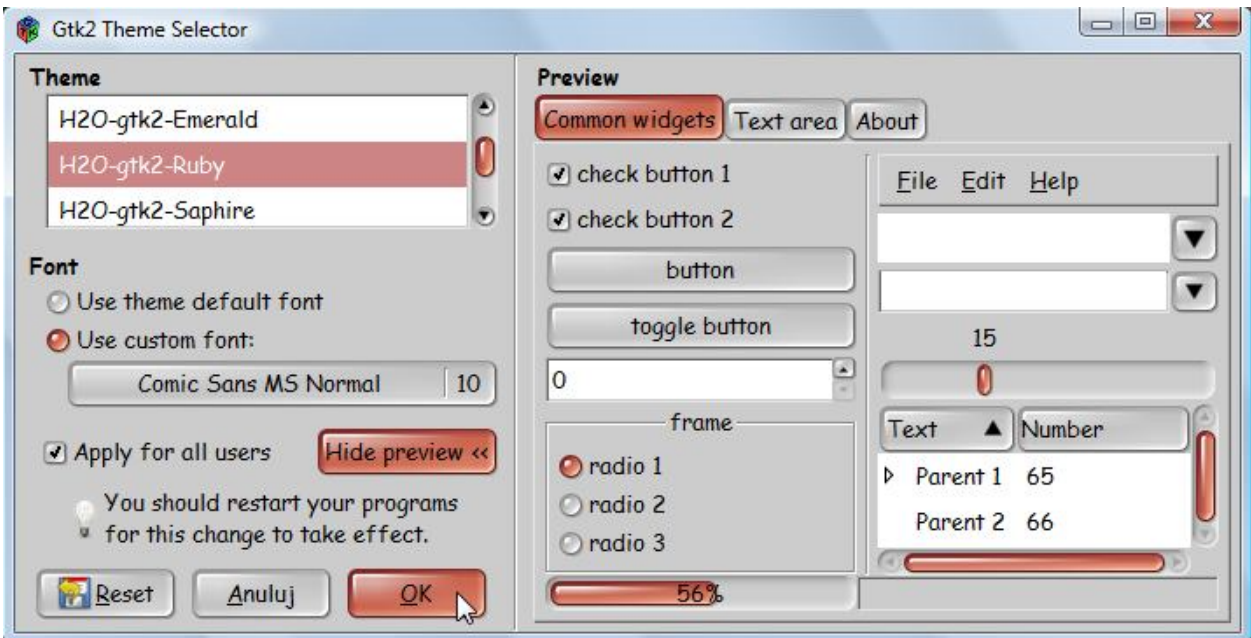 Gtk2 Theme Selector
Theme
H2O-gtk2-Emerald
H2O-gtk2-Ruby
H2O-gtk2-Saphire
Font
Use theme default font
Use custom font:
Comic Sans MS Normal 10
Apply for all users
Hide preview <<
You should restart your programs
for this change to take effect.
Reset Anuluj OK
Preview
Common widgets Text area About
check button 1
check button 2
button
toggle button
0
frame
radio 1
radio 2
radio 3
56%
File Edit Help
15
Text Number
Parent 1 65
Parent 2 66